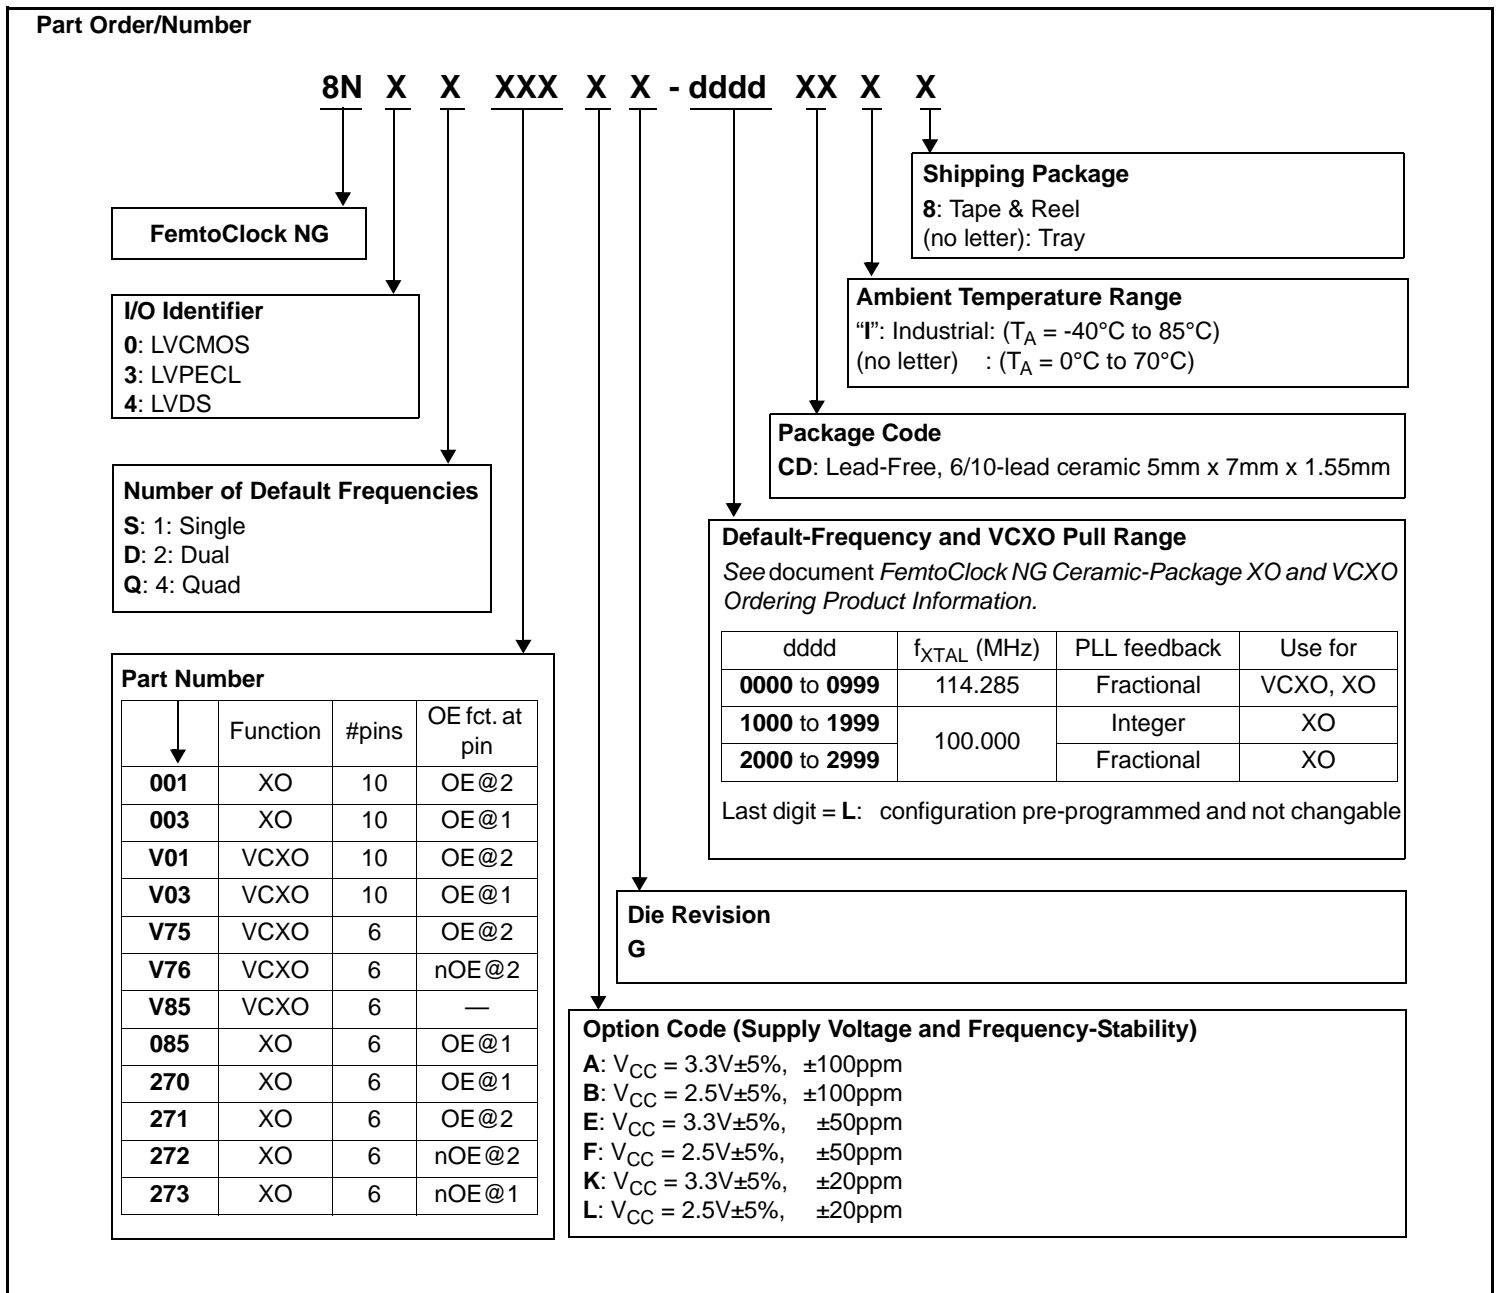 Part Order/Number
8N X X XXX X X - dddd XX X X
Shipping Package
8: Tape & Reel
(no letter): Tray
FemtoClock NG
Ambient Temperature Range
“I”: Industrial: (TA = -40°C to 85°C)
(no letter) : (TA = 0°C to 70°C)
I/O Identifier
0: LVCMOS
3: LVPECL
4: LVDS
Package Code
CD: Lead-Free, 6/10-lead ceramic 5mm x 7mm x 1.55mm
Number of Default Frequencies
S: 1: Single
D: 2: Dual
Q: 4: Quad
Default-Frequency and VCXO Pull Range
See document FemtoClock NG Ceramic-Package XO and VCXO
Ordering Product Information.
dddd fXTAL (MHz) PLL feedback Use for
0000 to 0999 114.285 Fractional VCXO, XO
1000 to 1999 100.000 Integer XO
2000 to 2999 Fractional XO
Last digit = L: configuration pre-programmed and not changable
Part Number
Function #pins OE fct. at
pin
001 XO 10 OE@2
003 XO 10 OE@1
V01 VCXO 10 OE@2
V03 VCXO 10 OE@1
V75 VCXO 6 OE@2
V76 VCXO 6 nOE@2
V85 VCXO 6 —
085 XO 6 OE@1
270 XO 6 OE@1
271 XO 6 OE@2
272 XO 6 nOE@2
273 XO 6 nOE@1
Die Revision
G
Option Code (Supply Voltage and Frequency-Stability)
A: VCC = 3.3V±5%, ±100ppm
B: VCC = 2.5V±5%, ±100ppm
E: VCC = 3.3V±5%, ±50ppm
F: VCC = 2.5V±5%, ±50ppm
K: VCC = 3.3V±5%, ±20ppm
L: VCC = 2.5V±5%, ±20ppm